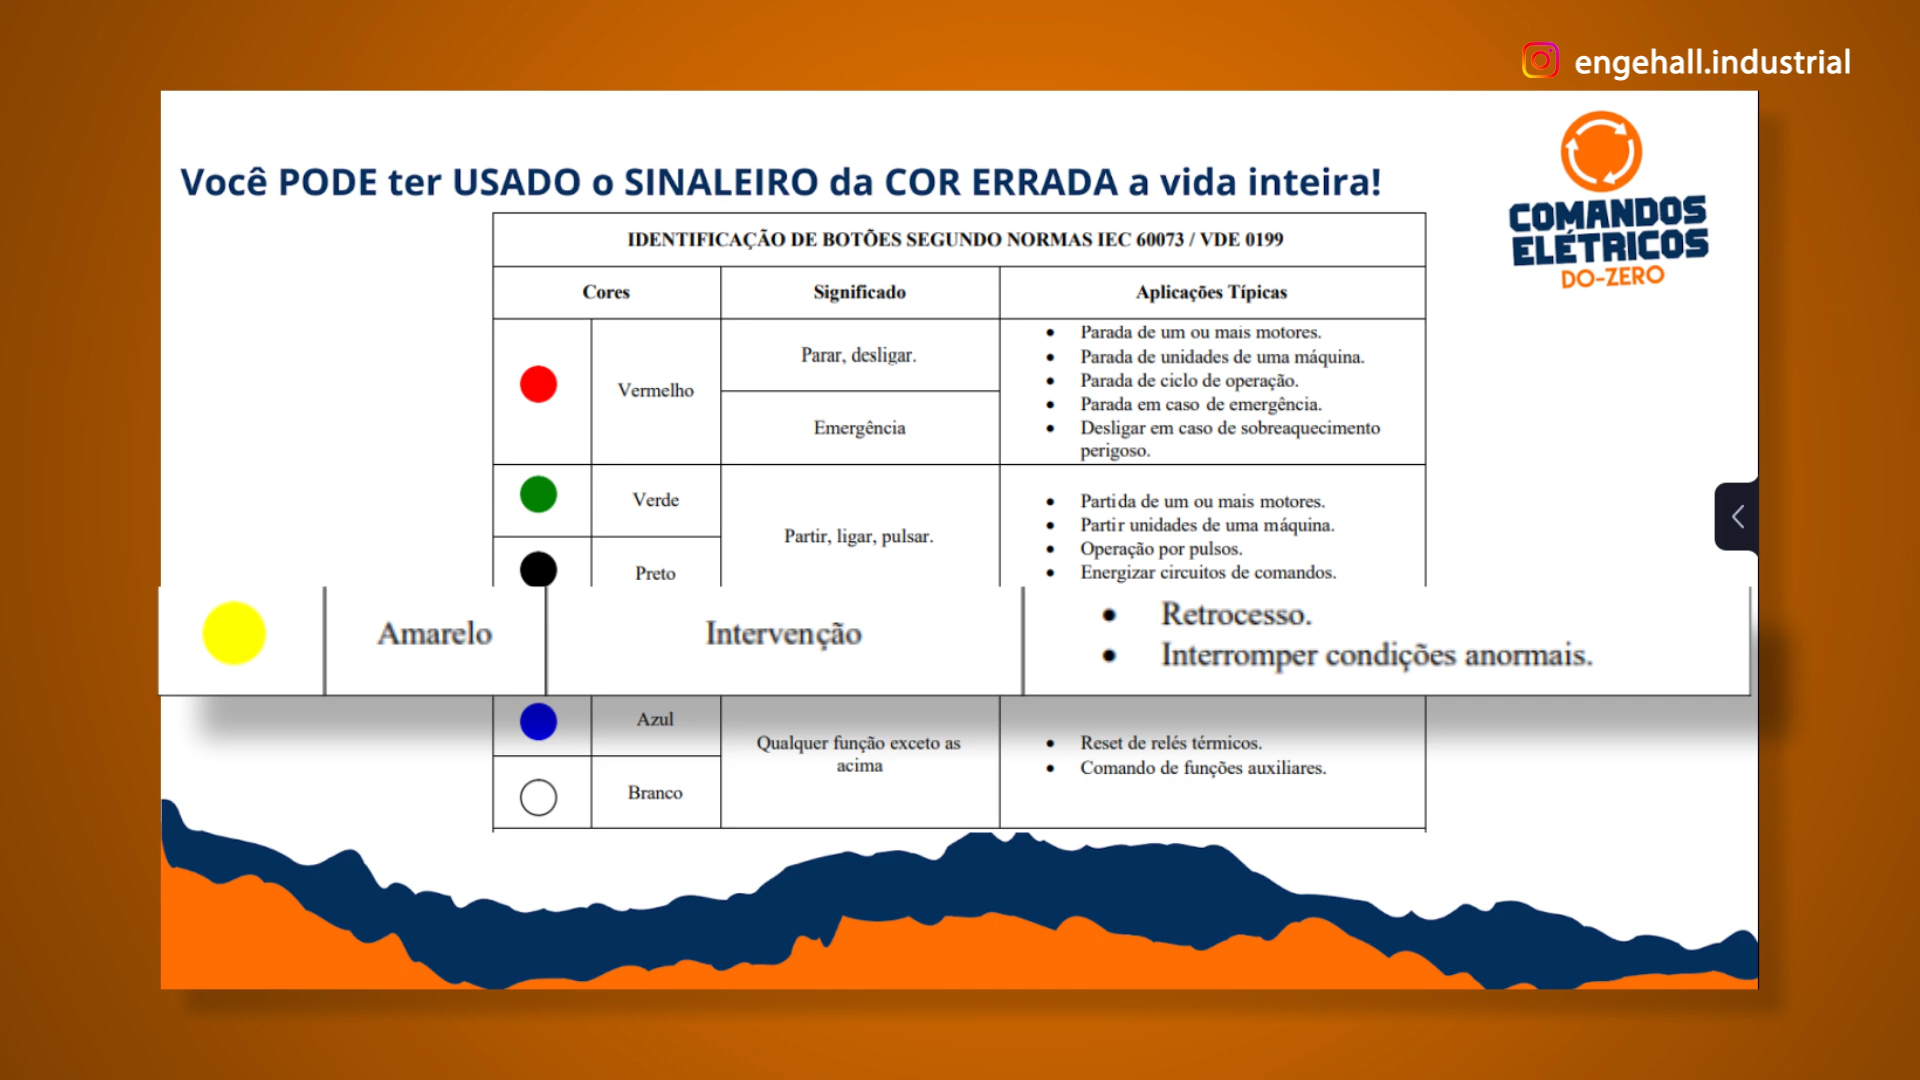 engehall.industrial
Você PODE ter USADO o SINALEIRO da COR ERRADA a vida inteira!
COMANDOS
ELÉTRICOS
DO-ZERO
IDENTIFICAÇÃO DE BOTÕES SEGUNDO NORMAS IEC 60073 / VDE 0199
Cores
Significado
Aplicações Típicas
Vermelho
Parar, desligar.
Emergência
Parada de um ou mais motores.
Parada de unidades de uma máquina.
Parada de ciclo de operação.
Parada em caso de emergência.
Desligar em caso de sobreaquecimento
perigoso.
Verde
Preto
Partir, ligar, pulsar.
Partida de um ou mais motores.
Partir unidades de uma máquina.
Operação por pulsos.
Energizar circuitos de comandos.
Amarelo
Intervenção
Retrocesso.
Interromper condições anormais.
Azul
Branco
Qualquer função exceto as
acima
Reset de relés térmicos.
Comando de funções auxiliares.